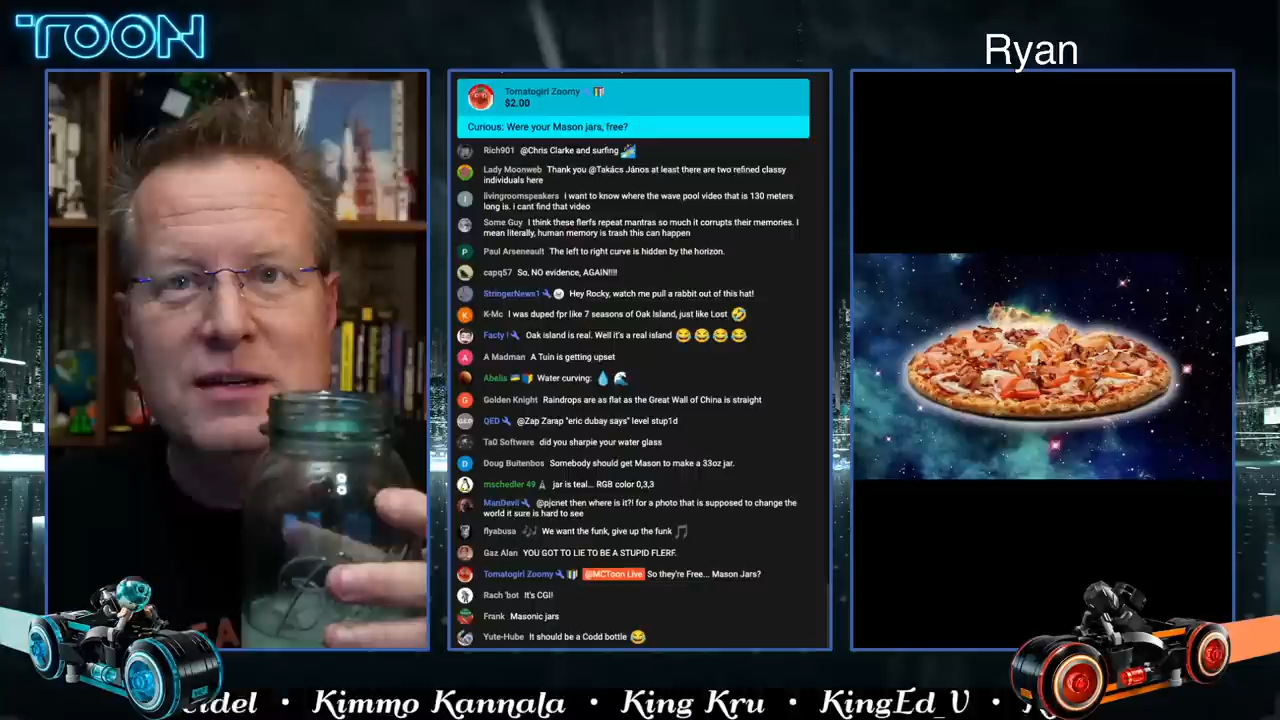 TOON
Ryan
Tomatogirl Zoomy
$2.00
Curious: Were your Mason jars, free?
Rich901 @Chris Clarke and surfing 🏄
Lady Moonweb Thank you @Takács János at least there are two refined classy
individuals here
livingroomspeakers i want to know where the wave pool video that is 130 meters
long is. i cant find that video
Some Guy I think these flerfs repeat mantras so much it corrupts their memories. I
mean literally, human memory is trash this can happen
Paul Arseneault The left to right curve is hidden by the horizon.
capq57 So, NO evidence, AGAIN!!!!
StringerNews1 Hey Rocky, watch me pull a rabbit out of this hat!
K-Mc I was duped fpr like 7 seasons of Oak Island, just like Lost 🤣
Facty ! Oak island is real. Well it's a real island 😂 😂 😂 😂
A Madman A Tuin is getting upset
Abelis Water curving: 💧 🌊
Golden Knight Raindrops are as flat as the Great Wall of China is straight
QED @Zap Zarap "eric dubay says" level stup1d
Ta0 Software did you sharpie your water glass
Doug Buitenbos Somebody should get Mason to make a 33oz jar.
mschedler 49 jar is teal... RGB color 0,3,3
ManDevil @pjcnet then where is it?! for a photo that is supposed to change the
world it sure is hard to see
flyabusa 🎶 We want the funk, give up the funk 🎵
Gaz Alan YOU GOT TO LIE TO BE A STUPID FLERF.
Tomatogirl Zoomy @MCToon Live So they're Free... Mason Jars?
Rach 'bot It's CGI!
Frank Masonic jars
Yute-Hube It should be a Codd bottle 😂
eidel • Kimmo Kannala • King Kru • KingEd_V •